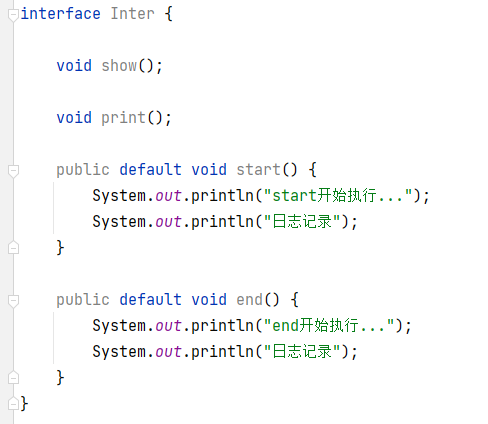 interface Inter {
void show();
void print();
public default void start() {
System.out.println("start开始执行...");
System.out.println("日志记录");
}
public default void end() {
System.out.println("end开始执行...");
System.out.println("日志记录");
}
}